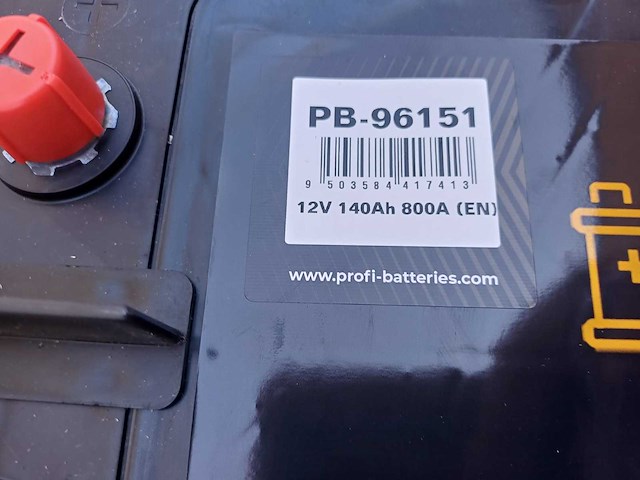 PB-96151
9 503584 417413
12V 140Ah 800A (EN)
www.profi-batteries.com